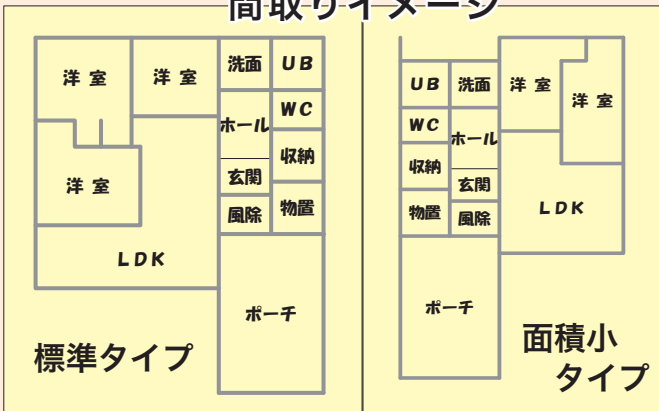 間取りイメージ
洋室
洋室
洗面
UB
WC
ホール
収納
洋室
玄関
風除
物置
LDK
ポーチ
標準タイプ
UB
洗面
洋室
洋室
WC
ホール
収納
玄関
物置
風除
LDK
ポーチ
面積小
タイプ